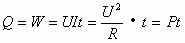 Q = W = UIt = U²/R • t = Pt